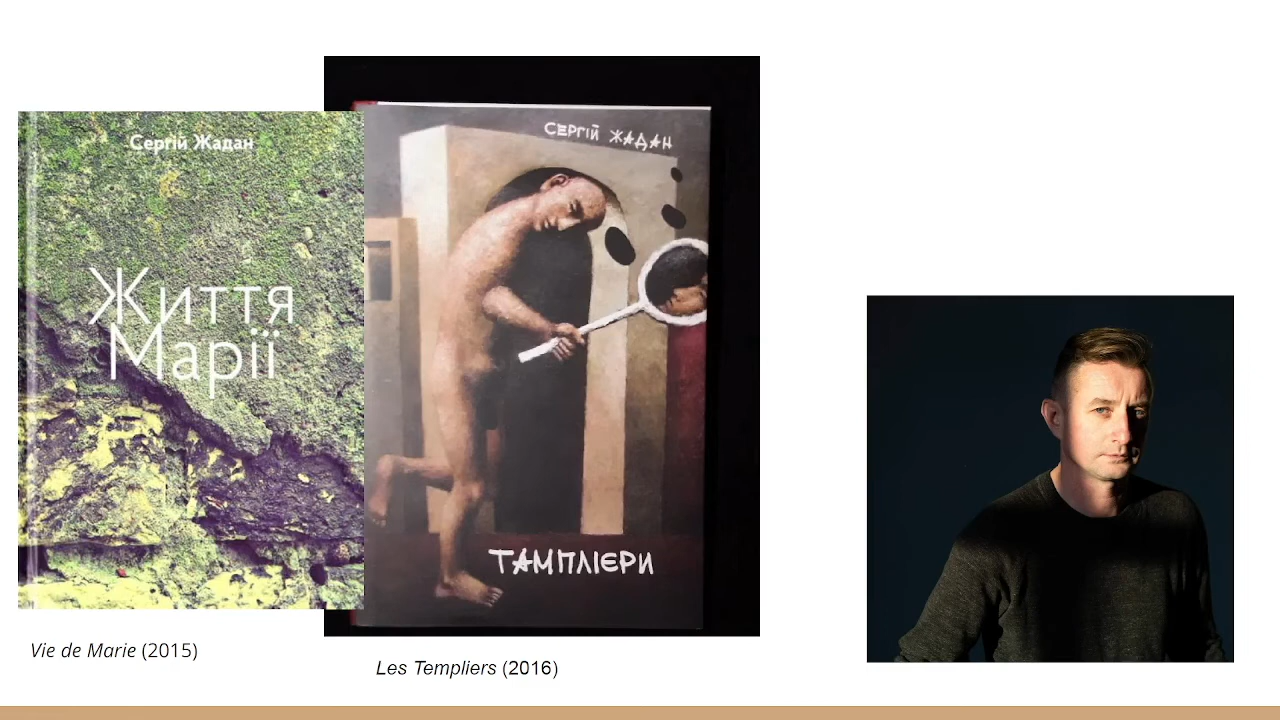 Сергій Жадан
Життя
Марії
СЕРГІЙ ЖАДАН
ТАМПЛІЄРИ
Vie de Marie (2015)
Les Templiers (2016)